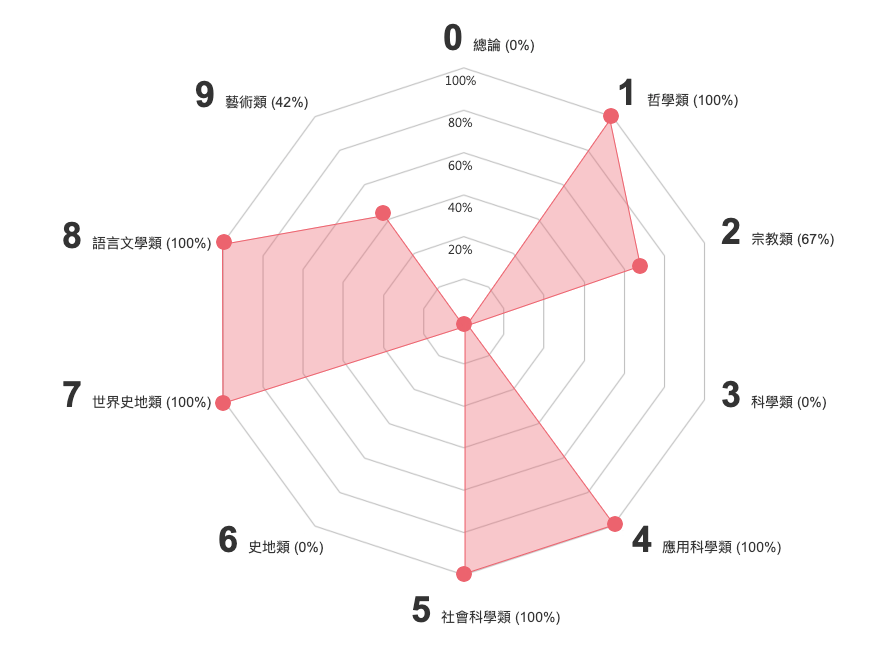 0 總論 (0%)
1 哲學類 (100%)
2 宗教類 (67%)
3 科學類 (0%)
4 應用科學類 (100%)
5 社會科學類 (100%)
6 史地類 (0%)
7 世界史地類 (100%)
8 語言文學類 (100%)
9 藝術類 (42%)
100%
80%
60%
40%
20%